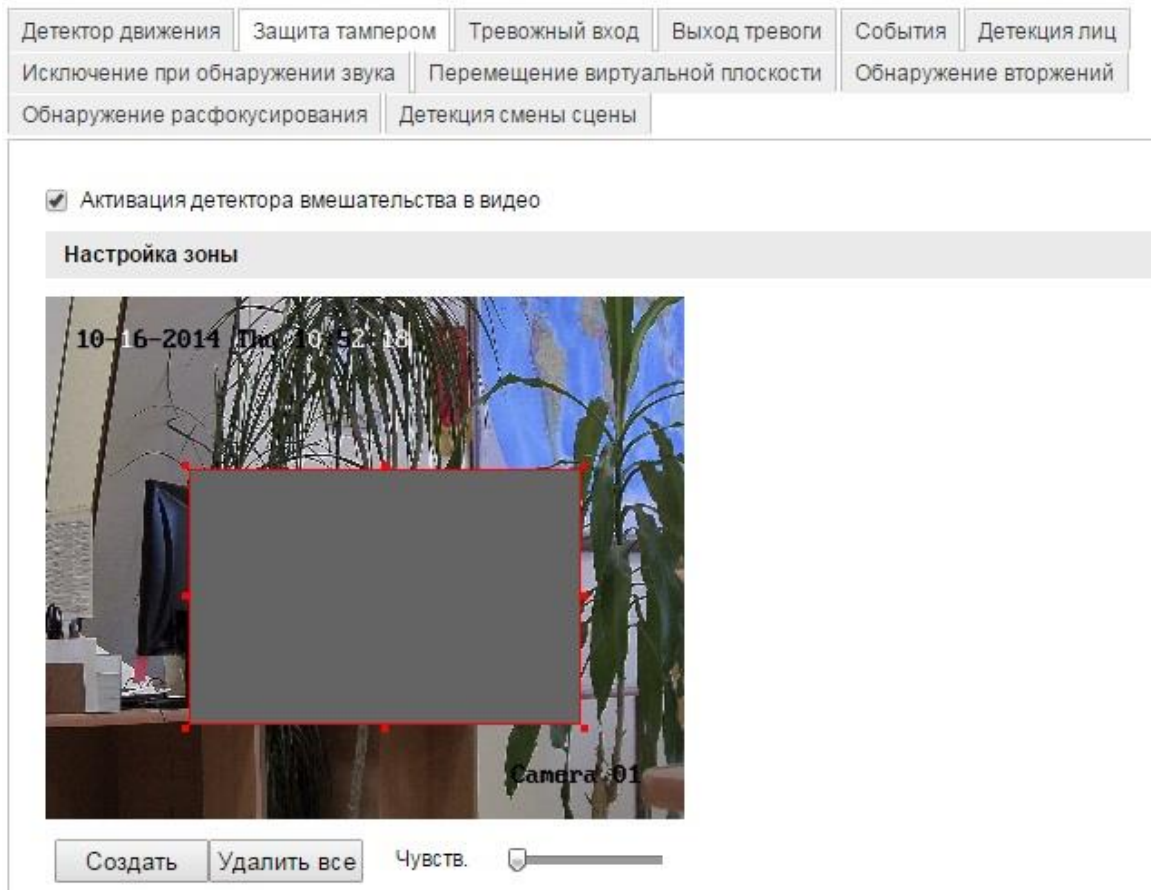 Детектор движения Защита тампером Тревожный вход Выход тревоги События Детекция лиц
Исключение при обнаружении звука Перемещение виртуальной плоскости Обнаружение вторжений
Обнаружение расфокусирования Детекция смены сцены
Активация детектора вмешательства в видео
Настройка зоны
10-16-2014 Thu 10:52:18
Camera 01
Создать Удалить все Чувств.